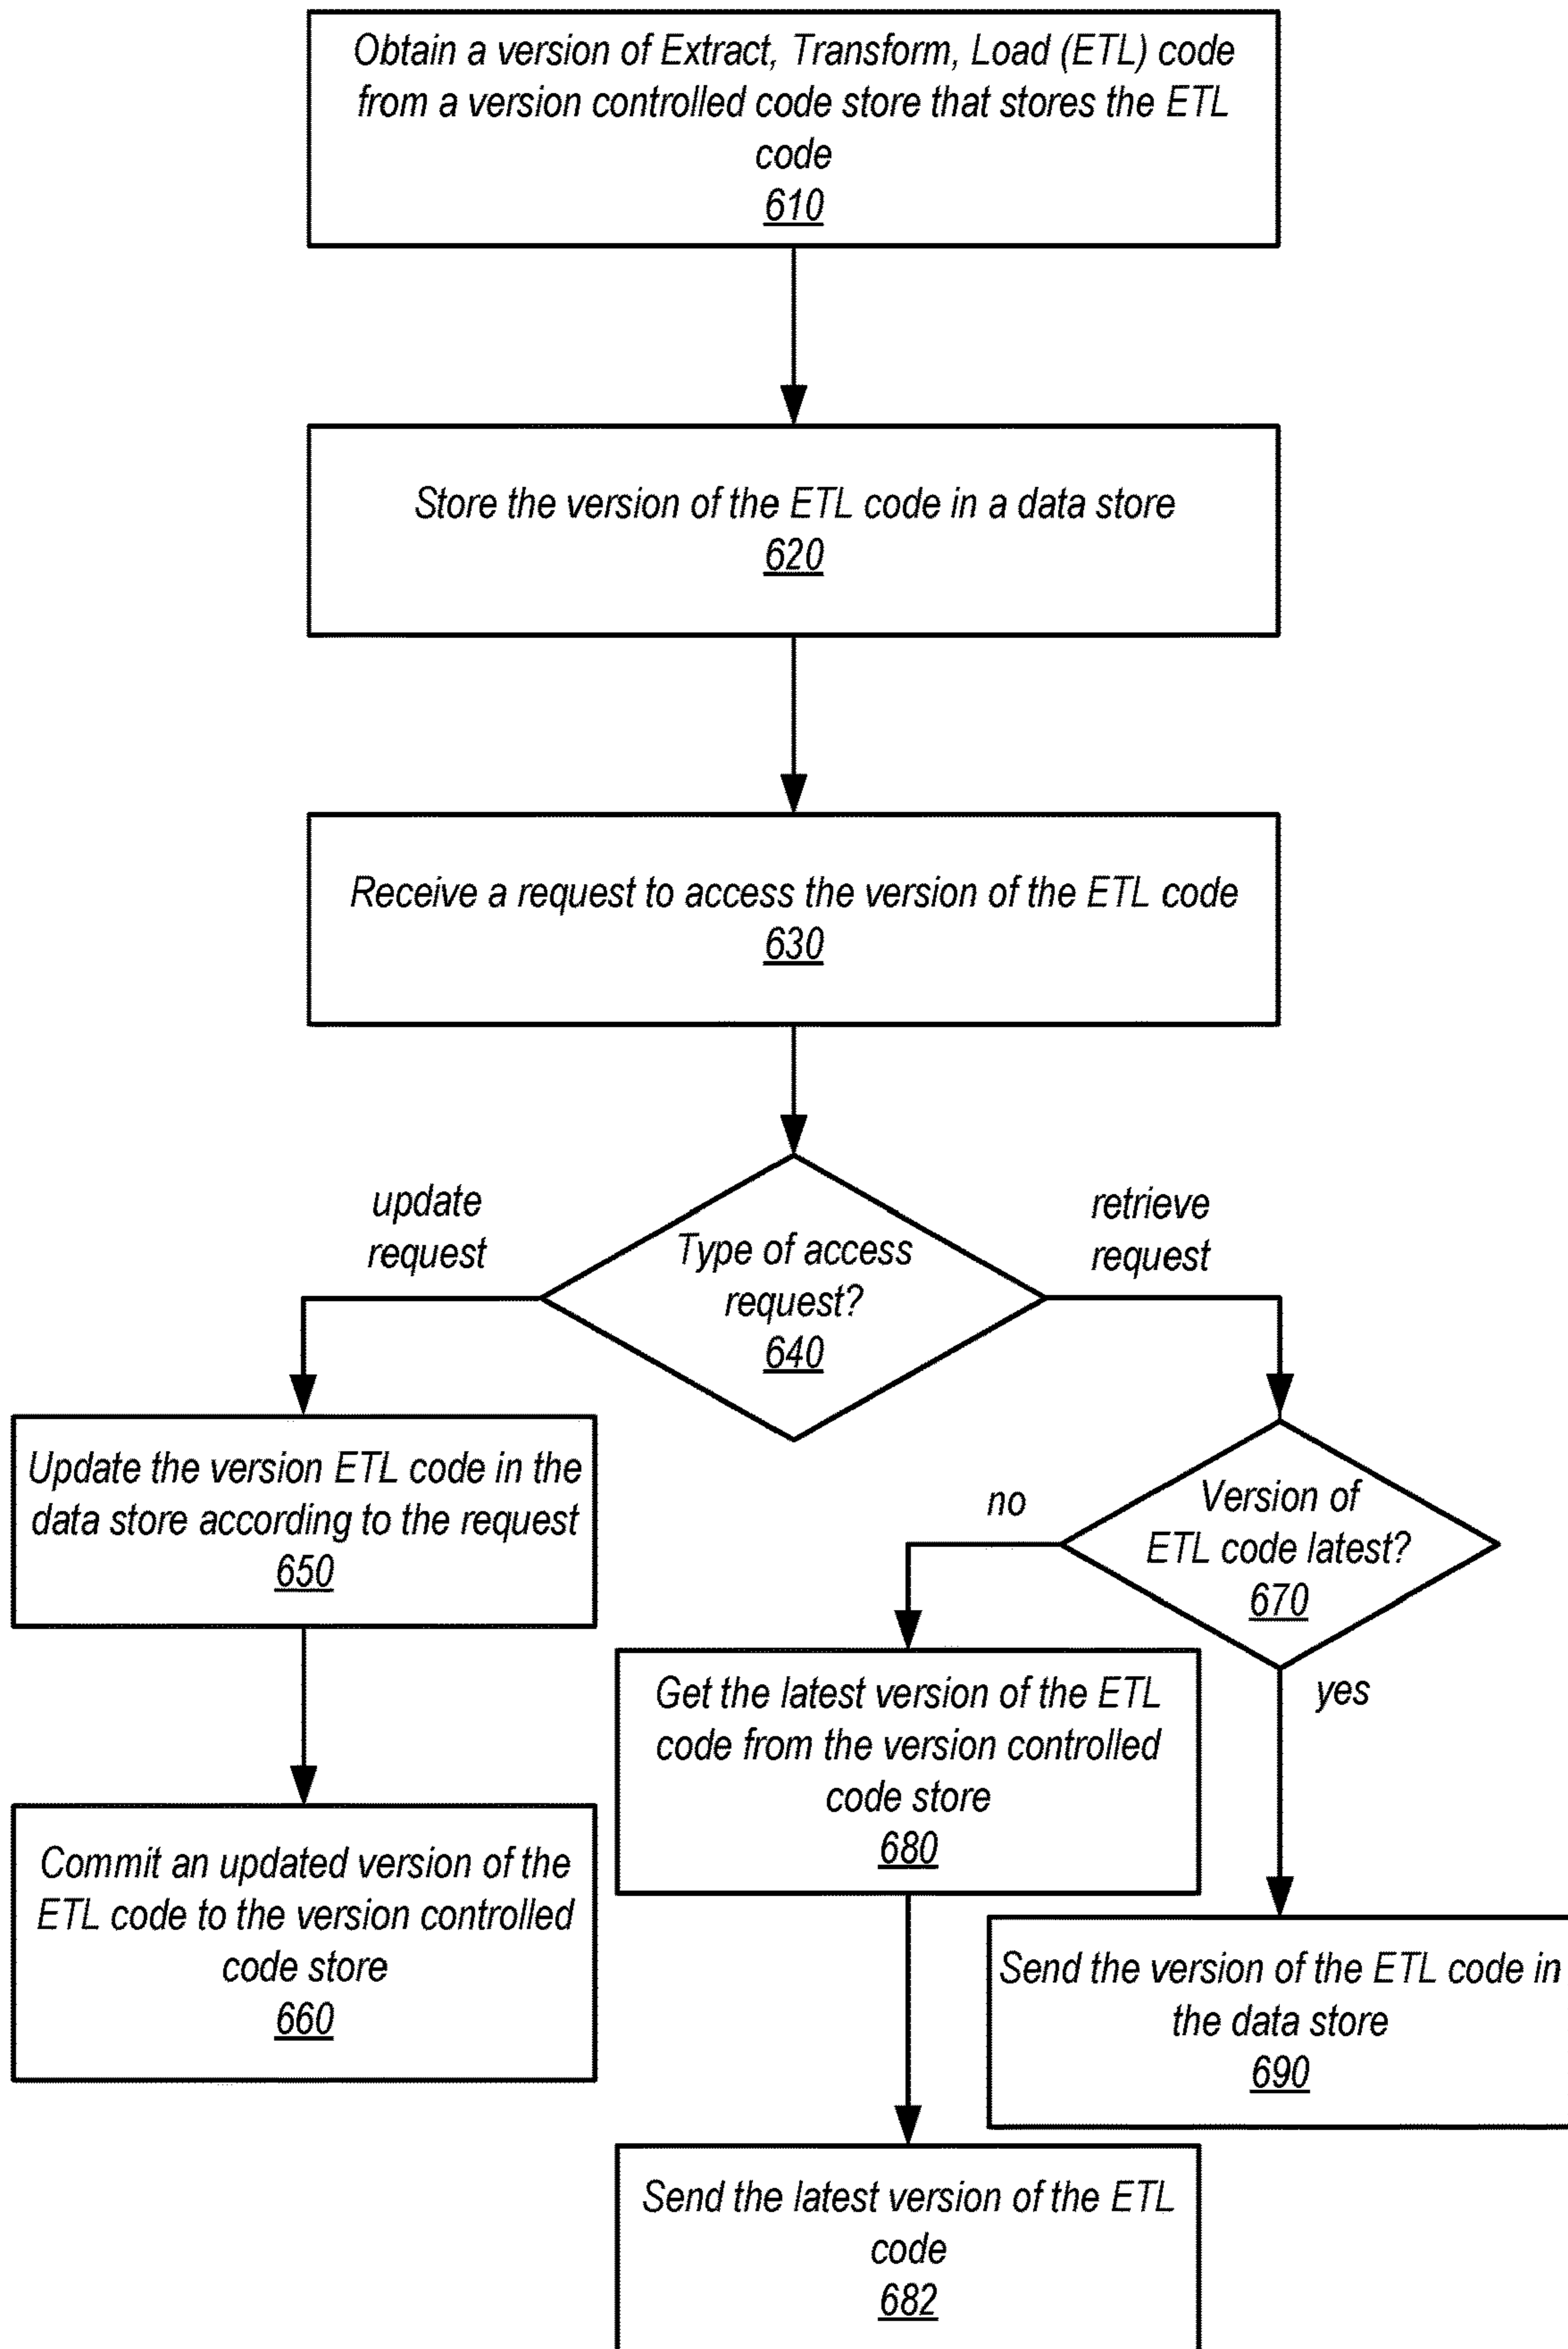 Obtain a version of Extract, Transform, Load (ETL) code
from a version controlled code store that stores the ETL
code
610
Store the version of the ETL code in a data store
620
Receive a request to access the version of the ETL code
630
Type of access
request?
640
update
request
retrieve
request
Update the version ETL code in the
data store according to the request
650
Commit an updated version of the
ETL code to the version controlled
code store
660
Version of
ETL code latest?
670
no
yes
Get the latest version of the ETL
code from the version controlled
code store
680
Send the latest version of the ETL
code
682
Send the version of the ETL code in
the data store
690